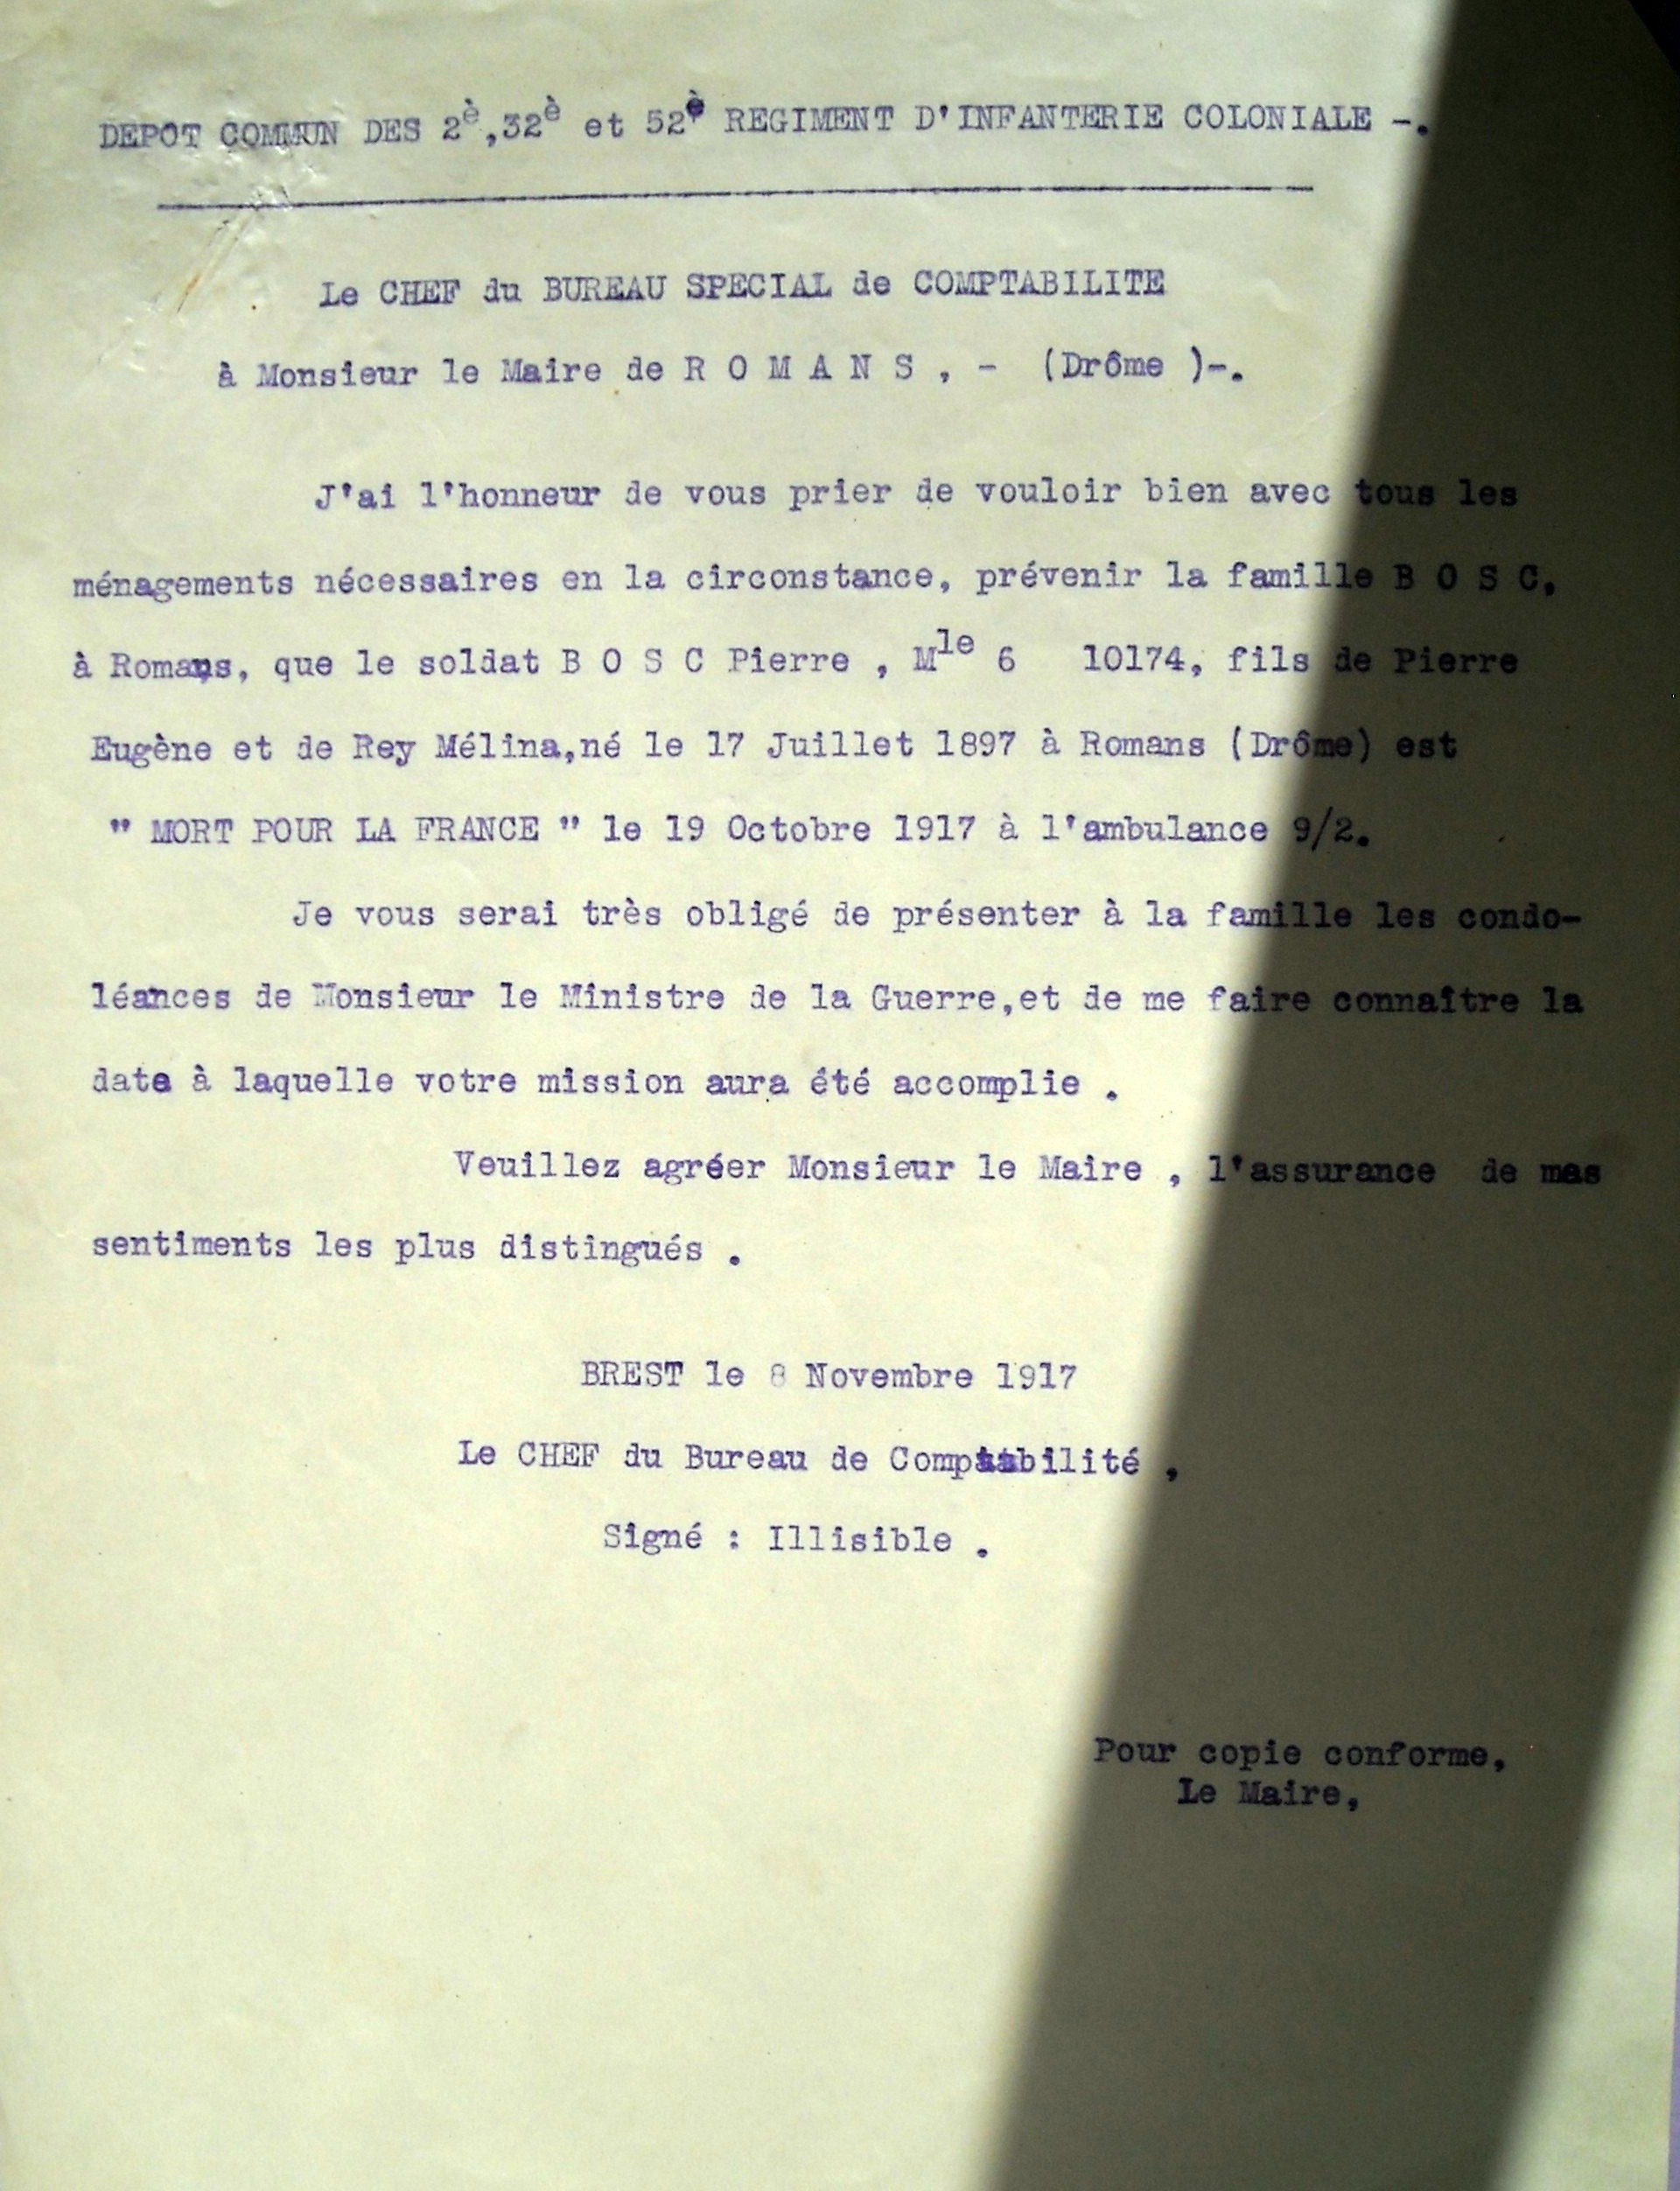 DEPOT COMMUN DES 2è,32è et 52è REGIMENT D'INFANTERIE COLONIALE -.
Le CHEF du BUREAU SPECIAL de COMPTABILITE
à Monsieur le Maire de R O M A N S , - (Drôme )-.
J'ai l'honneur de vous prier de vouloir bien avec tous les
ménagements nécessaires en la circonstance, prévenir la famille B O S C,
à Romans, que le soldat B O S C Pierre , Mle 6 10174, fils de Pierre
Eugène et de Rey Mélina,né le 17 Juillet 1897 à Romans (Drôme) est
" MORT POUR LA FRANCE " le 19 Octobre 1917 à l'ambulance 9/2.
Je vous serai très obligé de présenter à la famille les condo-
léances de Monsieur le Ministre de la Guerre,et de me faire connaître la
date à laquelle votre mission aura été accomplie .
Veuillez agréer Monsieur le Maire , l'assurance de mes
sentiments les plus distingués .
BREST le 8 Novembre 1917
Le CHEF du Bureau de Comptabilité ,
Signé : Illisible .
Pour copie conforme,
Le Maire,